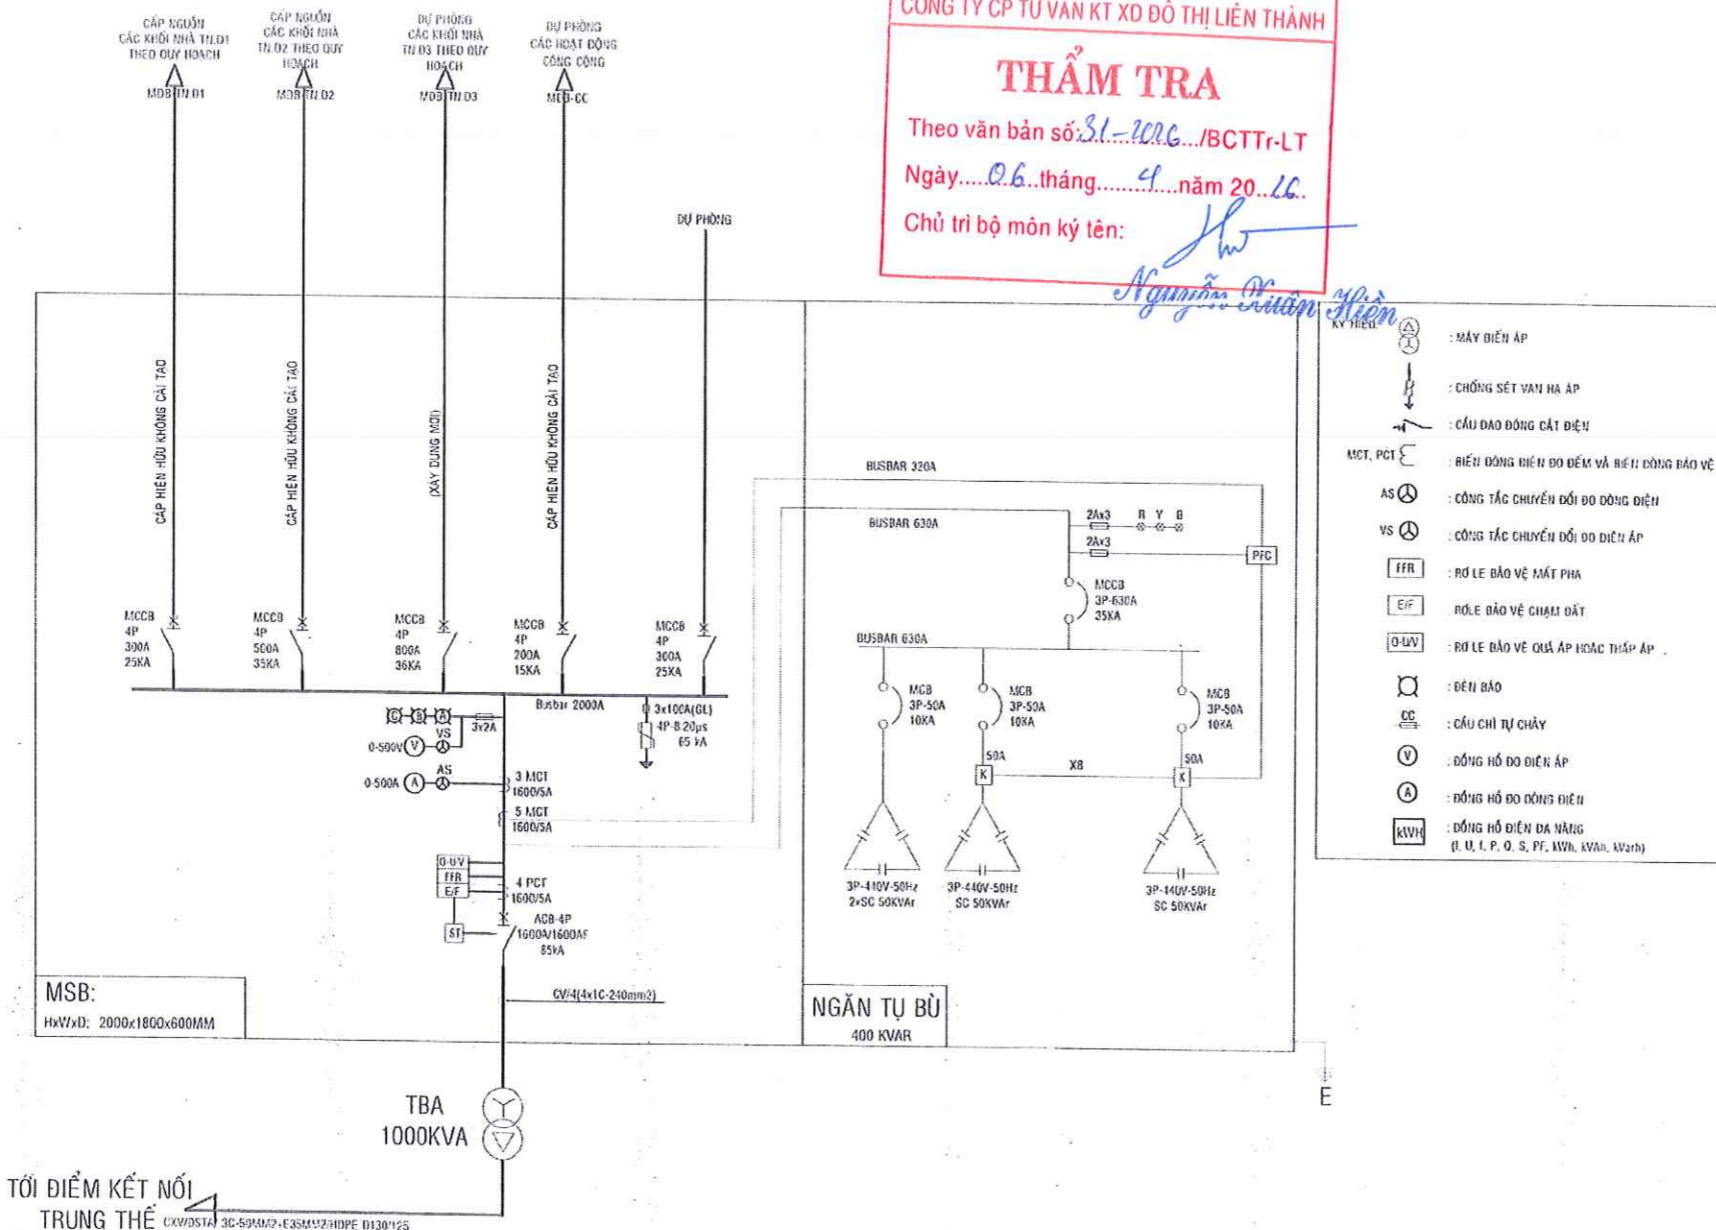 CẤP NGUỒN
CÁC KHỐI NHÀ TN.D1
THEO QUY HOẠCH
MDB-TN.D1
CẤP NGUỒN
CÁC KHỐI NHÀ
TN.D2 THEO QUY
HOẠCH
MDB-TN.D2
DỰ PHÒNG
CÁC KHỐI NHÀ
TN D3 THEO QUY
HOẠCH
MDB-TN D3
DỰ PHÒNG
CÁC HOẠT ĐỘNG
CÔNG CỘNG
MDB-CC
DỰ PHÒNG
CÔNG TY CP TƯ VẤN KT XD ĐÔ THỊ LIÊN THÀNH
THẨM TRA
Theo văn bản số: 31-2026 /BCTTr-LT
Ngày.....06..tháng........4....năm 20..26.
Chủ trì bộ môn ký tên:
Nguyễn Xuân Hiền
CÁP HIỆN HỮU KHÔNG CẢI TẠO
CÁP HIỆN HỮU KHÔNG CẢI TẠO
(XÂY DỰNG MỚI)
CÁP HIỆN HỮU KHÔNG CẢI TẠO
MCCB
4P
300A
25KA
MCCB
4P
500A
35KA
MCCB
4P
800A
36KA
MCCB
4P
200A
15KA
MCCB
4P
300A
25KA
Busbar 2000A
3x100A(GL)
4P-8.20µs
65 kA
C B A
3x2A
VS
0-500V V
AS
0-500A A
3 MCT
1600/5A
5 MCT
1600/5A
O-UV
FFR
E/F
4 PCT
1600/5A
ST
ACB-4P
1600A/1600AF
85kA
CV/4(4x1C-240mm2)
MSB:
HxWxD: 2000x1800x600MM
BUSBAR 320A
BUSBAR 630A
2Ax3 R Y B
2Ax3
PFC
MCCB
3P-630A
35KA
BUSBAR 630A
MCB
3P-50A
10KA
MCB
3P-50A
10KA
MCB
3P-50A
10KA
50A
K
X8
50A
K
3P-440V-50Hz
2xSC 50KVAr
3P-440V-50Hz
SC 50KVAr
3P-440V-50Hz
SC 50KVAr
NGĂN TỤ BÙ
400 KVAR
E
TBA
1000KVA
TỚI ĐIỂM KẾT NỐI
TRUNG THẾ
CXV/DSTA 3C-50MM2+E35MM2/HDPE D130/125
KÝ HIỆU:
: MÁY BIẾN ÁP
: CHỐNG SÉT VAN HẠ ÁP
: CẦU DAO ĐÓNG CẮT ĐIỆN
MCT, PCT : BIẾN DÒNG ĐIỆN ĐO ĐẾM VÀ BIẾN DÒNG BẢO VỆ
AS : CÔNG TẮC CHUYỂN ĐỔI ĐO DÒNG ĐIỆN
VS : CÔNG TẮC CHUYỂN ĐỔI ĐO ĐIỆN ÁP
FFR : RƠ LE BẢO VỆ MẤT PHA
E/F : RƠLE BẢO VỆ CHẠM ĐẤT
O-UV : RƠ LE BẢO VỆ QUÁ ÁP HOẶC THẤP ÁP
: ĐÈN BÁO
CC : CẦU CHÌ TỰ CHẢY
V : ĐỒNG HỒ ĐO ĐIỆN ÁP
A : ĐỒNG HỒ ĐO DÒNG ĐIỆN
kWH : ĐỒNG HỒ ĐIỆN ĐA NĂNG
(I, U, f, P, Q, S, PF, kWh, kVAh, kVarh)